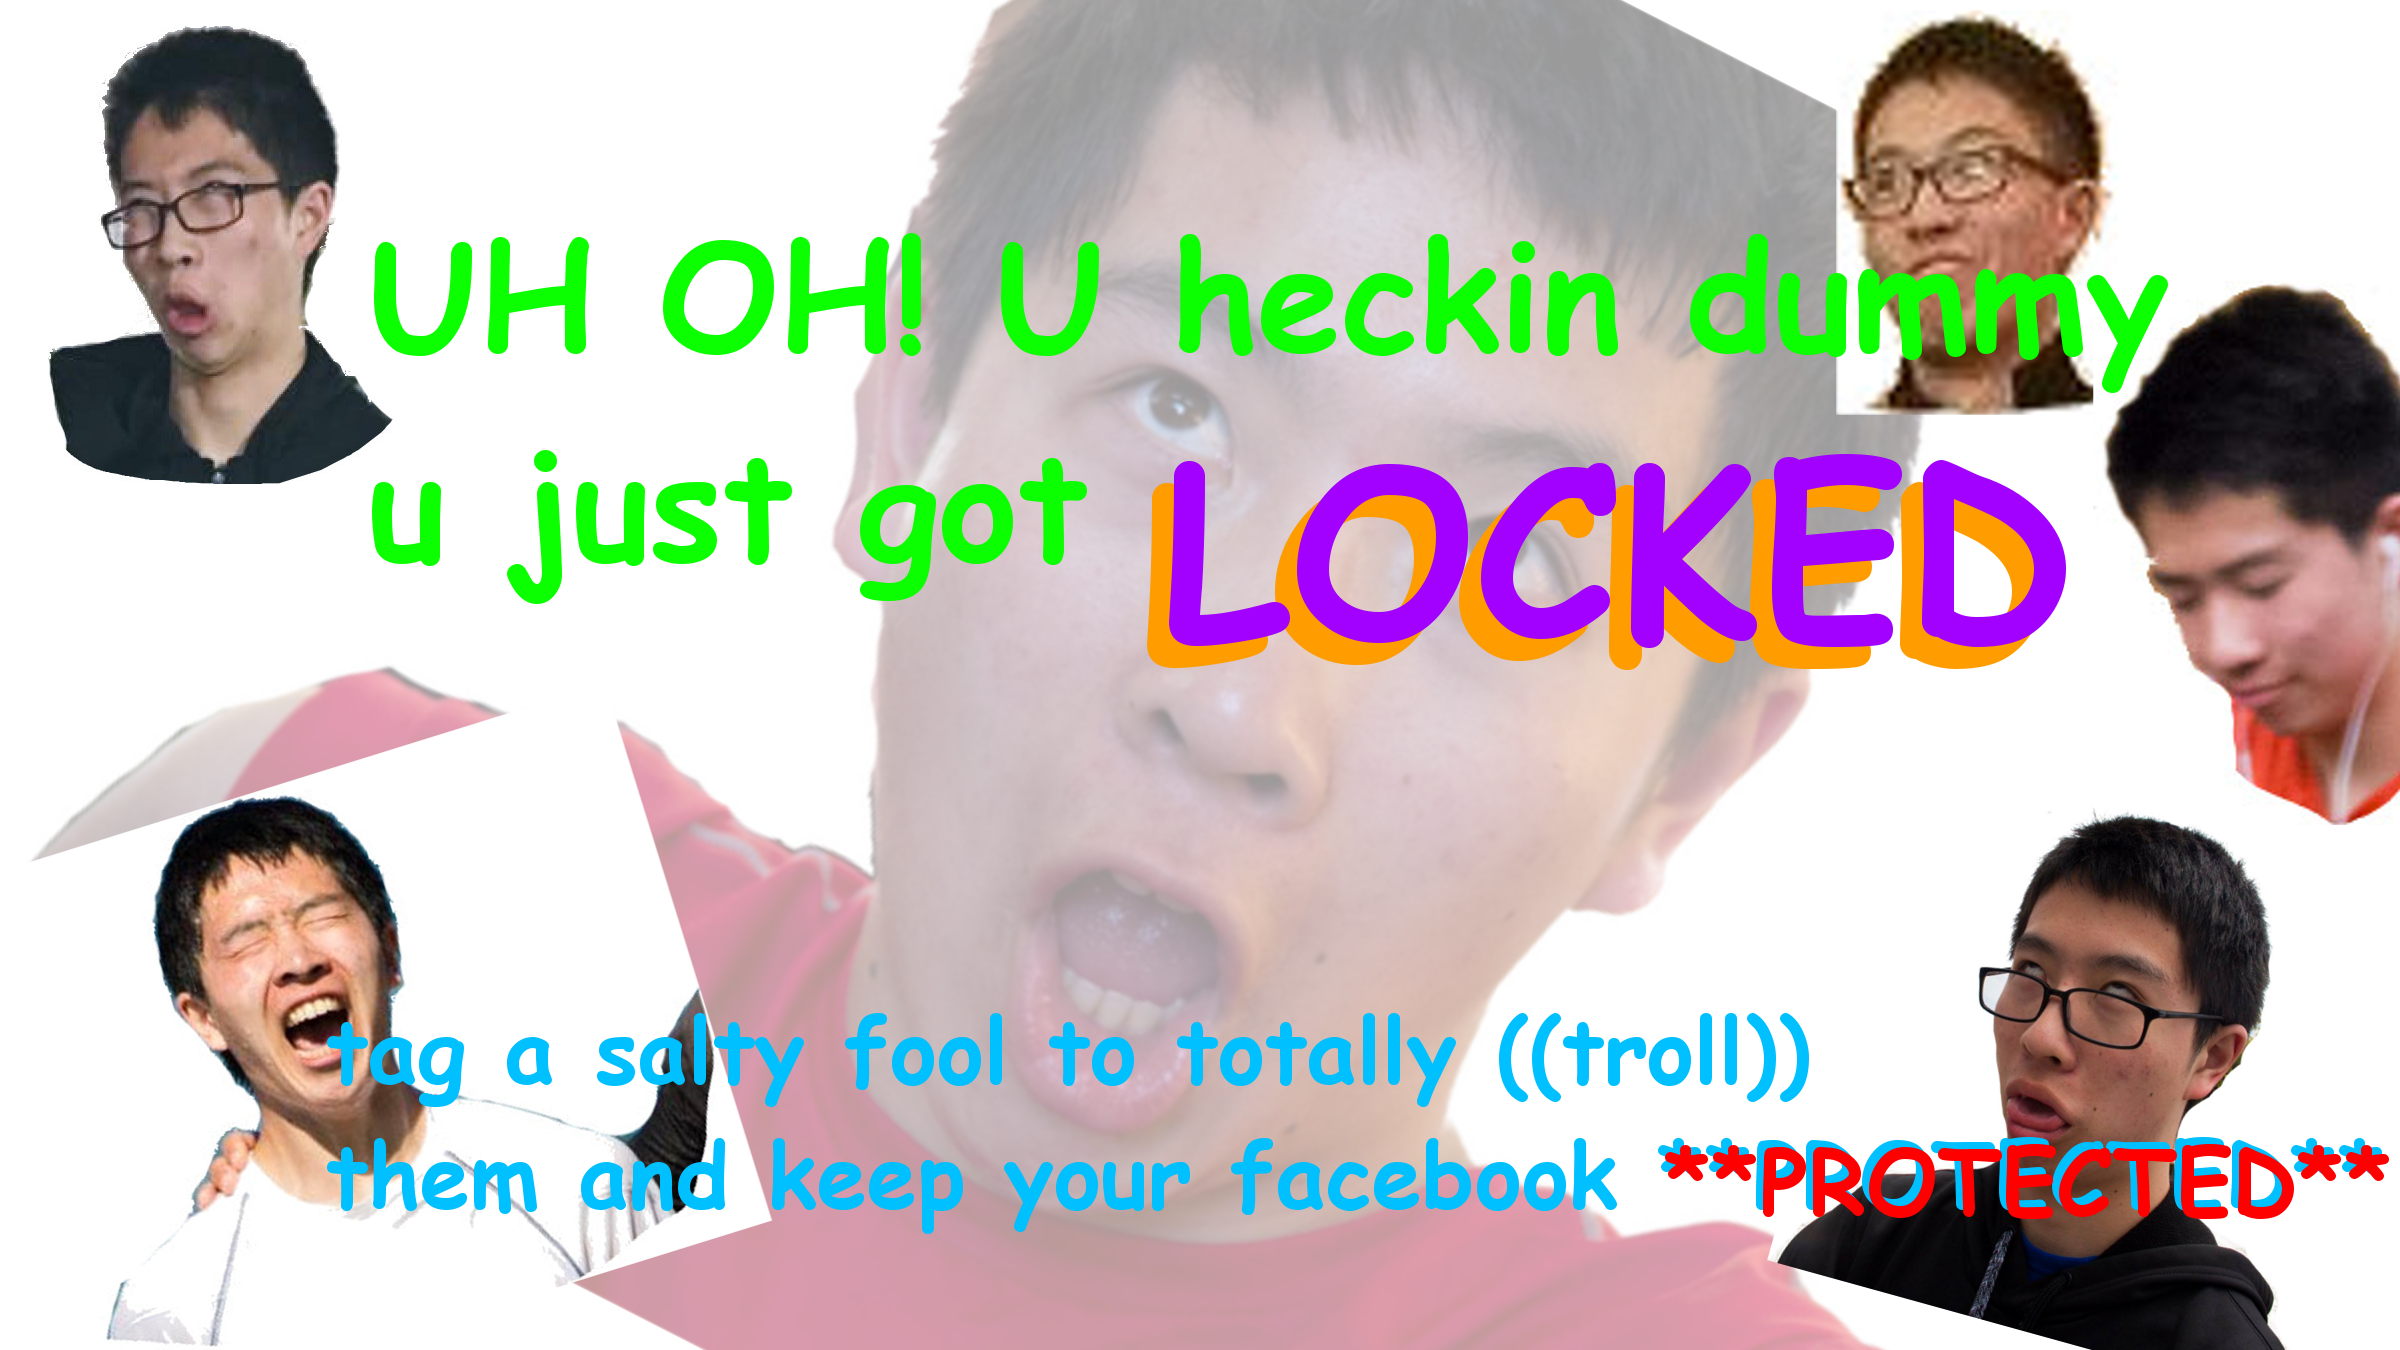 UH OH! U heckin dummy
u just got LOCKED
tag a salty fool to totally ((troll))
them and keep your facebook **PROTECTED**